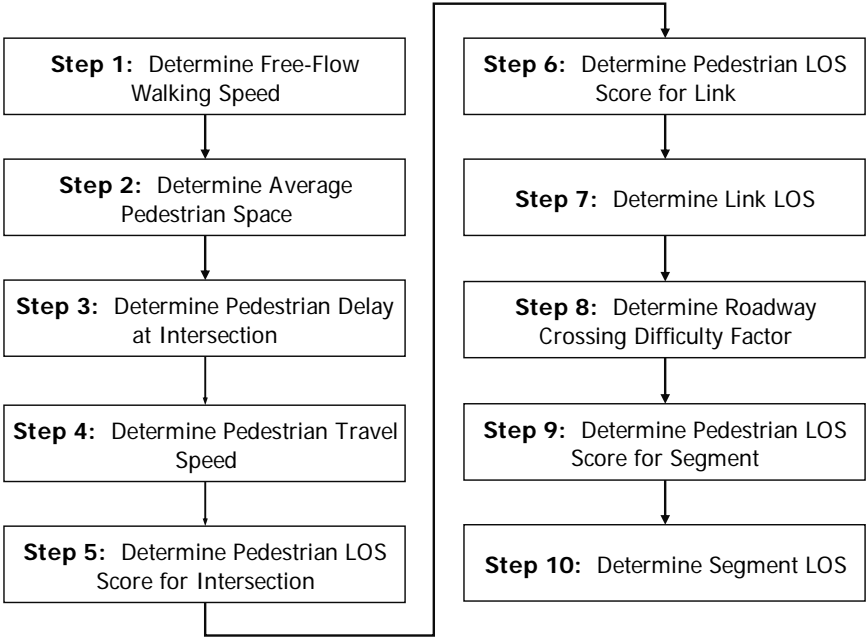 Step 1: Determine Free-Flow
Walking Speed
Step 2: Determine Average
Pedestrian Space
Step 3: Determine Pedestrian Delay
at Intersection
Step 4: Determine Pedestrian Travel
Speed
Step 5: Determine Pedestrian LOS
Score for Intersection
Step 6: Determine Pedestrian LOS
Score for Link
Step 7: Determine Link LOS
Step 8: Determine Roadway
Crossing Difficulty Factor
Step 9: Determine Pedestrian LOS
Score for Segment
Step 10: Determine Segment LOS